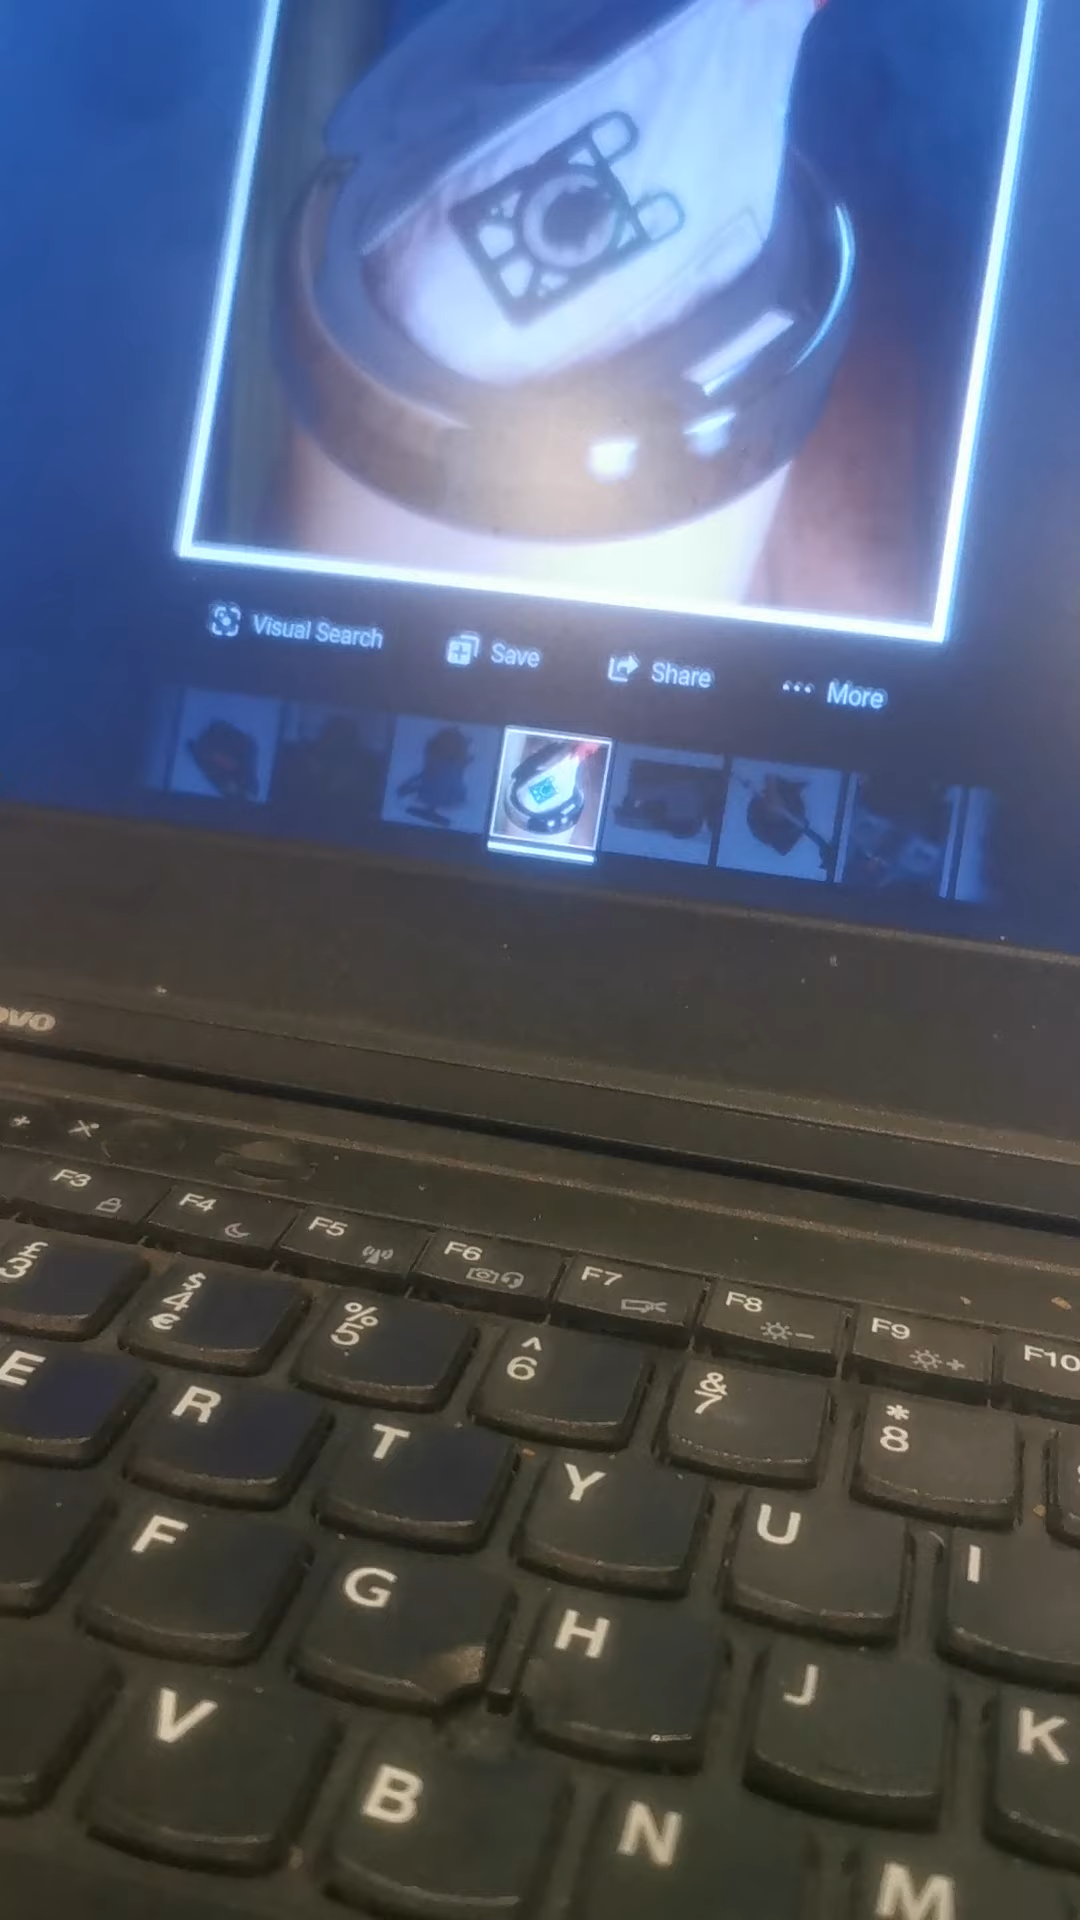 Visual Search
Save
Share
... More
ovo
F3
F4
F5
F6
F7
F8
F9
F10
£ 3
$ 4 €
% 5
^ 6
& 7
* 8
E
R
T
Y
U
I
F
G
H
J
K
V
B
N
M